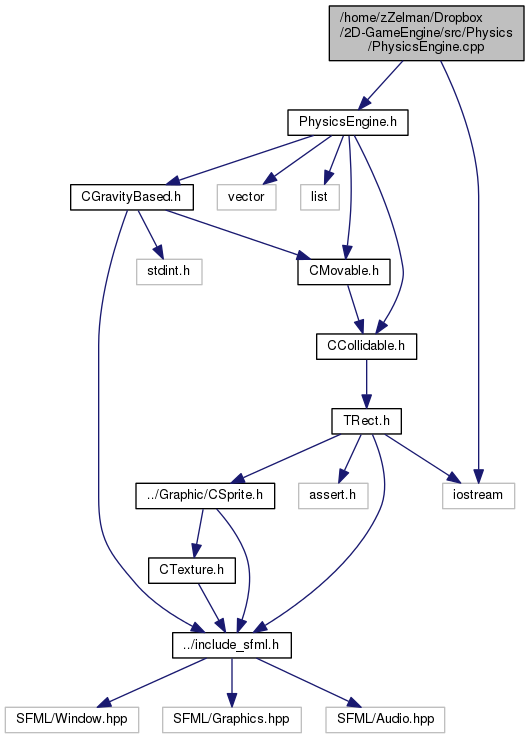 /home/zZelman/Dropbox
/2D-GameEngine/src/Physics
/PhysicsEngine.cpp
PhysicsEngine.h
CGravityBased.h
vector
list
stdint.h
CMovable.h
CCollidable.h
TRect.h
../Graphic/CSprite.h
assert.h
iostream
CTexture.h
../include_sfml.h
SFML/Window.hpp
SFML/Graphics.hpp
SFML/Audio.hpp